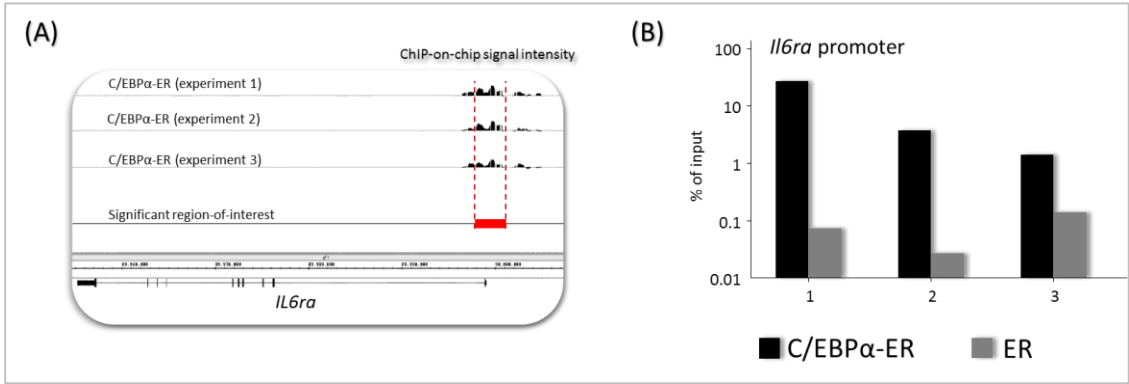 (A)
ChIP-on-chip signal intensity
C/EBPα-ER (experiment 1)
C/EBPα-ER (experiment 2)
C/EBPα-ER (experiment 3)
Significant region-of-interest
IL6ra
(B)
Il6ra promoter
% of input
100
10
1
0.1
0.01
1 2 3
C/EBPα-ER ER